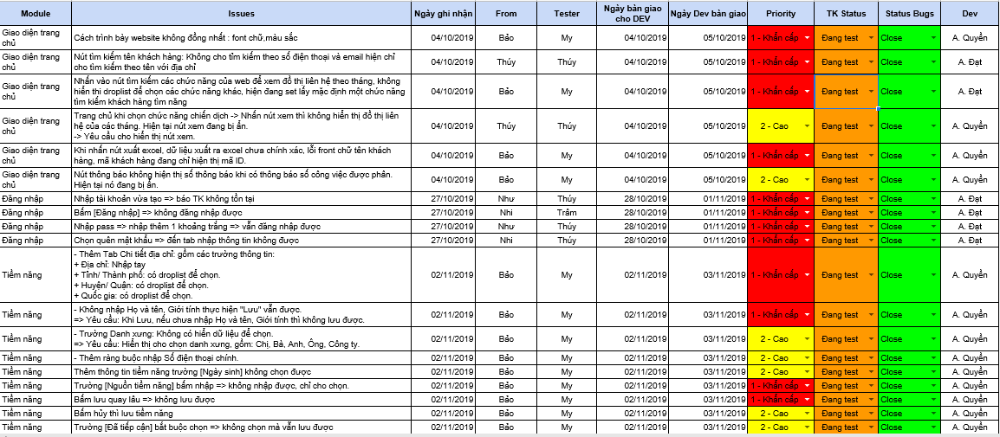 Module Issues Ngày ghi nhận From Tester Ngày bàn giao cho DEV Ngày Dev bàn giao Priority TK Status Status Bugs Dev
Giao diện trang chủ Cách trình bày website không đồng nhất : font chữ,màu sắc 04/10/2019 Bảo My 04/10/2019 05/10/2019 1 - Khẩn cấp Đang test Close A. Quyền
Giao diện trang chủ Nút tìm kiếm tên khách hàng: Không cho tìm kiếm theo số điện thoại và email hiện chỉ
cho tìm kiếm theo tên với địa chỉ 04/10/2019 Thúy Thúy 04/10/2019 05/10/2019 1 - Khẩn cấp Đang test Close A. Đạt
Giao diện trang chủ Nhấn vào nút tìm kiếm các chức năng của web để xem đồ thị liên hệ theo tháng, không
hiển thị droplist để chọn các chức năng khác, hiện đang set lấy mặc định một chức năng
tìm kiếm khách hàng tìm năng 04/10/2019 Bảo My 04/10/2019 05/10/2019 1 - Khẩn cấp Đang test Close A. Đạt
Giao diện trang chủ Trang chủ khi chọn chức năng chiến dịch -> Nhấn nút xem thì không hiển thị đồ thị liên
hệ của các tháng. Hiện tại nút xem đang bị ẩn.
-> Yêu cầu cho hiển thị nút xem. 04/10/2019 Thúy Thúy 04/10/2019 05/10/2019 2 - Cao Đang test Close A. Quyền
Giao diện trang chủ Khi nhấn nút xuất excel, dữ liệu xuất ra excel chưa chính xác, lỗi front chữ tên khách
hàng, mã khách hàng đang chỉ hiện thị mã ID. 04/10/2019 Bảo My 04/10/2019 05/10/2019 1 - Khẩn cấp Đang test Close A. Quyền
Giao diện trang chủ Nút thông báo không hiện thị số thông báo khi có thông báo số công việc được phân.
Hiện tại nó đang bị ẩn. 04/10/2019 Bảo My 04/10/2019 05/10/2019 2 - Cao Đang test Close A. Quyền
Đăng nhập Nhập tài khoản vừa tạo => báo TK không tồn tại 27/10/2019 Như Thúy 28/10/2019 01/11/2019 1 - Khẩn cấp Đang test Close A. Đạt
Đăng nhập Bấm [Đăng nhập] => không đăng nhập được 27/10/2019 Nhi Trâm 28/10/2019 01/11/2019 1 - Khẩn cấp Đang test Close A. Đạt
Đăng nhập Nhập pass => nhập thêm 1 khoảng trắng => vẫn đăng nhập được 27/10/2019 Như Thúy 28/10/2019 01/11/2019 1 - Khẩn cấp Đang test Close A. Đạt
Đăng nhập Chọn quên mật khẩu => đến tab nhập thông tin không được 27/10/2019 Nhi Thúy 28/10/2019 01/11/2019 1 - Khẩn cấp Đang test Close A. Đạt
Tiềm năng - Thêm Tab Chi tiết địa chỉ: gồm các trường thông tin:
+ Địa chỉ: Nhập tay
+ Tỉnh/ Thành phố: có droplist để chọn.
+ Huyện/ Quận: có droplist để chọn.
+ Quốc gia: có droplist để chọn. 02/11/2019 Bảo My 02/11/2019 03/11/2019 1 - Khẩn cấp Đang test Close A. Quyền
Tiềm năng - Không nhập Họ và tên, Giới tính thực hiện "Lưu" vẫn được.
=> Yêu cầu: Khi Lưu, nếu chưa nhập Họ và tên, Giới tính thì không lưu được. 02/11/2019 Bảo My 02/11/2019 03/11/2019 1 - Khẩn cấp Đang test Close A. Quyền
Tiềm năng - Trường Danh xưng: Không có hiển dữ liệu để chọn.
=> Yêu cầu: Hiển thị cho chọn danh xưng, gồm: Chị, Bà, Anh, Ông, Công ty. 02/11/2019 Bảo My 02/11/2019 03/11/2019 2 - Cao Đang test Close A. Quyền
Tiềm năng - Thêm ràng buộc nhập Số điện thoại chính. 02/11/2019 Bảo My 02/11/2019 03/11/2019 2 - Cao Đang test Close A. Quyền
Tiềm năng Thêm thông tin tiềm năng trường [Ngày sinh] không chọn được 02/11/2019 Bảo My 02/11/2019 03/11/2019 2 - Cao Đang test Close A. Quyền
Tiềm năng Trường [Nguồn tiềm năng] bấm nhập => không nhập được, chỉ cho chọn. 02/11/2019 Bảo My 02/11/2019 03/11/2019 1 - Khẩn cấp Đang test Close A. Quyền
Tiềm năng Bấm lưu quay lâu => không lưu được 02/11/2019 Bảo My 02/11/2019 03/11/2019 1 - Khẩn cấp Đang test Close A. Quyền
Tiềm năng Bấm hủy thì lưu tiềm năng 02/11/2019 Bảo My 02/11/2019 03/11/2019 2 - Cao Đang test Close A. Quyền
Tiềm năng Trường [Đã tiếp cận] bắt buộc chọn => không chọn mà vẫn lưu được 02/11/2019 Bảo My 02/11/2019 03/11/2019 2 - Cao Đang test Close A. Quyền